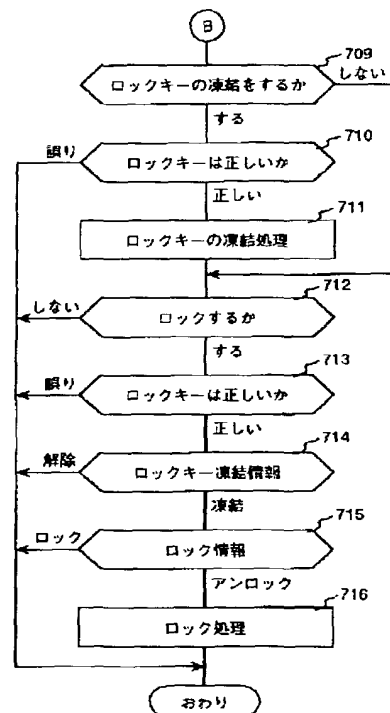 B
709
ロックキーの凍結をするか
しない
する
710
誤り
ロックキーは正しいか
正しい
711
ロックキーの凍結処理
712
しない
ロックするか
する
713
誤り
ロックキーは正しいか
正しい
714
解除
ロックキー凍結情報
凍結
715
ロック
ロック情報
アンロック
716
ロック処理
おわり